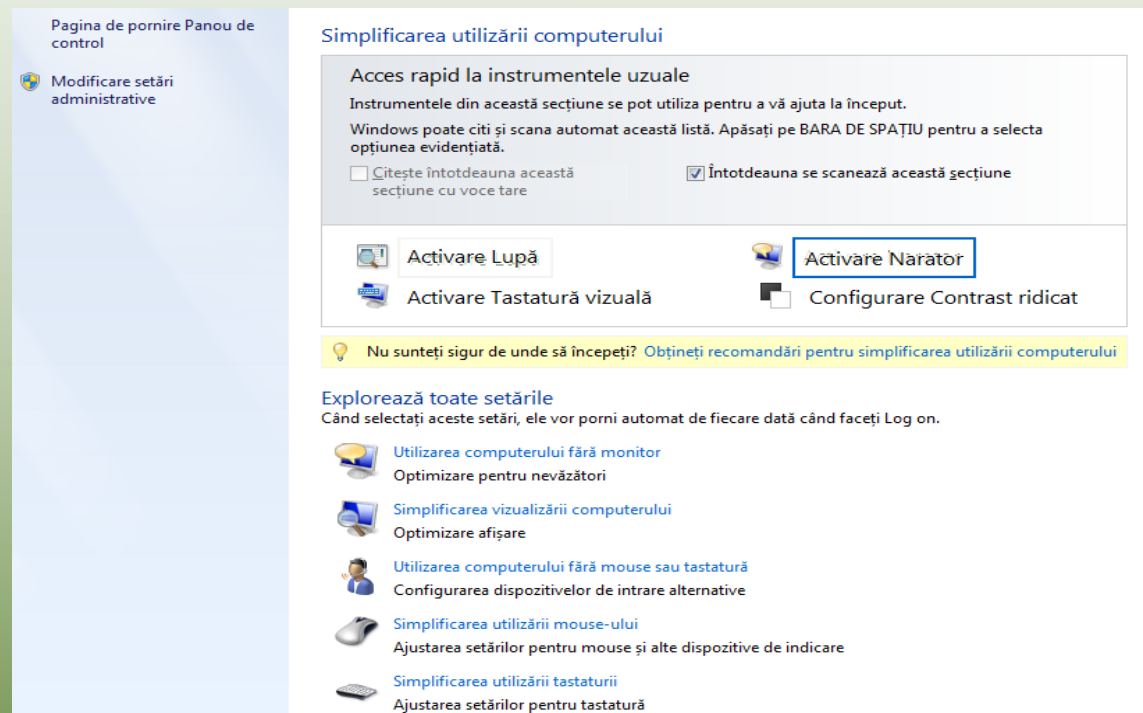 Pagina de pornire Panou de
control
Modificare setări
administrative
Simplificarea utilizării computerului
Acces rapid la instrumentele uzuale
Instrumentele din această secțiune se pot utiliza pentru a vă ajuta la început.
Windows poate citi și scana automat această listă. Apăsați pe BARA DE SPAȚIU pentru a selecta
opțiunea evidențiată.
Citește întotdeauna această
secțiune cu voce tare
Întotdeauna se scanează această secțiune
Activare Lupă
Activare Narator
Activare Tastatură vizuală
Configurare Contrast ridicat
Nu sunteți sigur de unde să începeți? Obțineți recomandări pentru simplificarea utilizării computerului
Explorează toate setările
Când selectați aceste setări, ele vor porni automat de fiecare dată când faceți Log on.
Utilizarea computerului fără monitor
Optimizare pentru nevăzători
Simplificarea vizualizării computerului
Optimizare afișare
Utilizarea computerului fără mouse sau tastatură
Configurarea dispozitivelor de intrare alternative
Simplificarea utilizării mouse-ului
Ajustarea setărilor pentru mouse și alte dispozitive de indicare
Simplificarea utilizării tastaturii
Ajustarea setărilor pentru tastatură